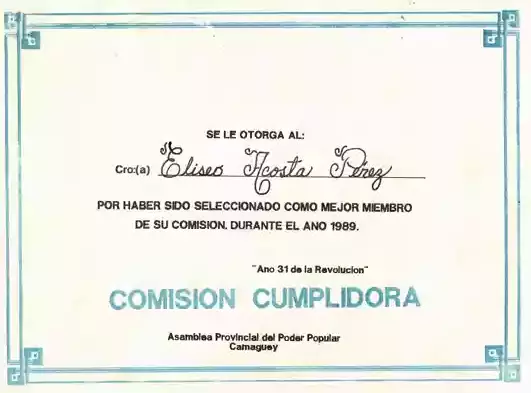 SE LE OTORGA AL:
Cro:(a) Eliseo Acosta Pérez
POR HABER SIDO SELECCIONADO COMO MEJOR MIEMBRO
DE SU COMISION. DURANTE EL ANO 1989.
"Ano 31 de la Revolucion"
COMISION CUMPLIDORA
Asamblea Provincial del Poder Popular
Camaguey